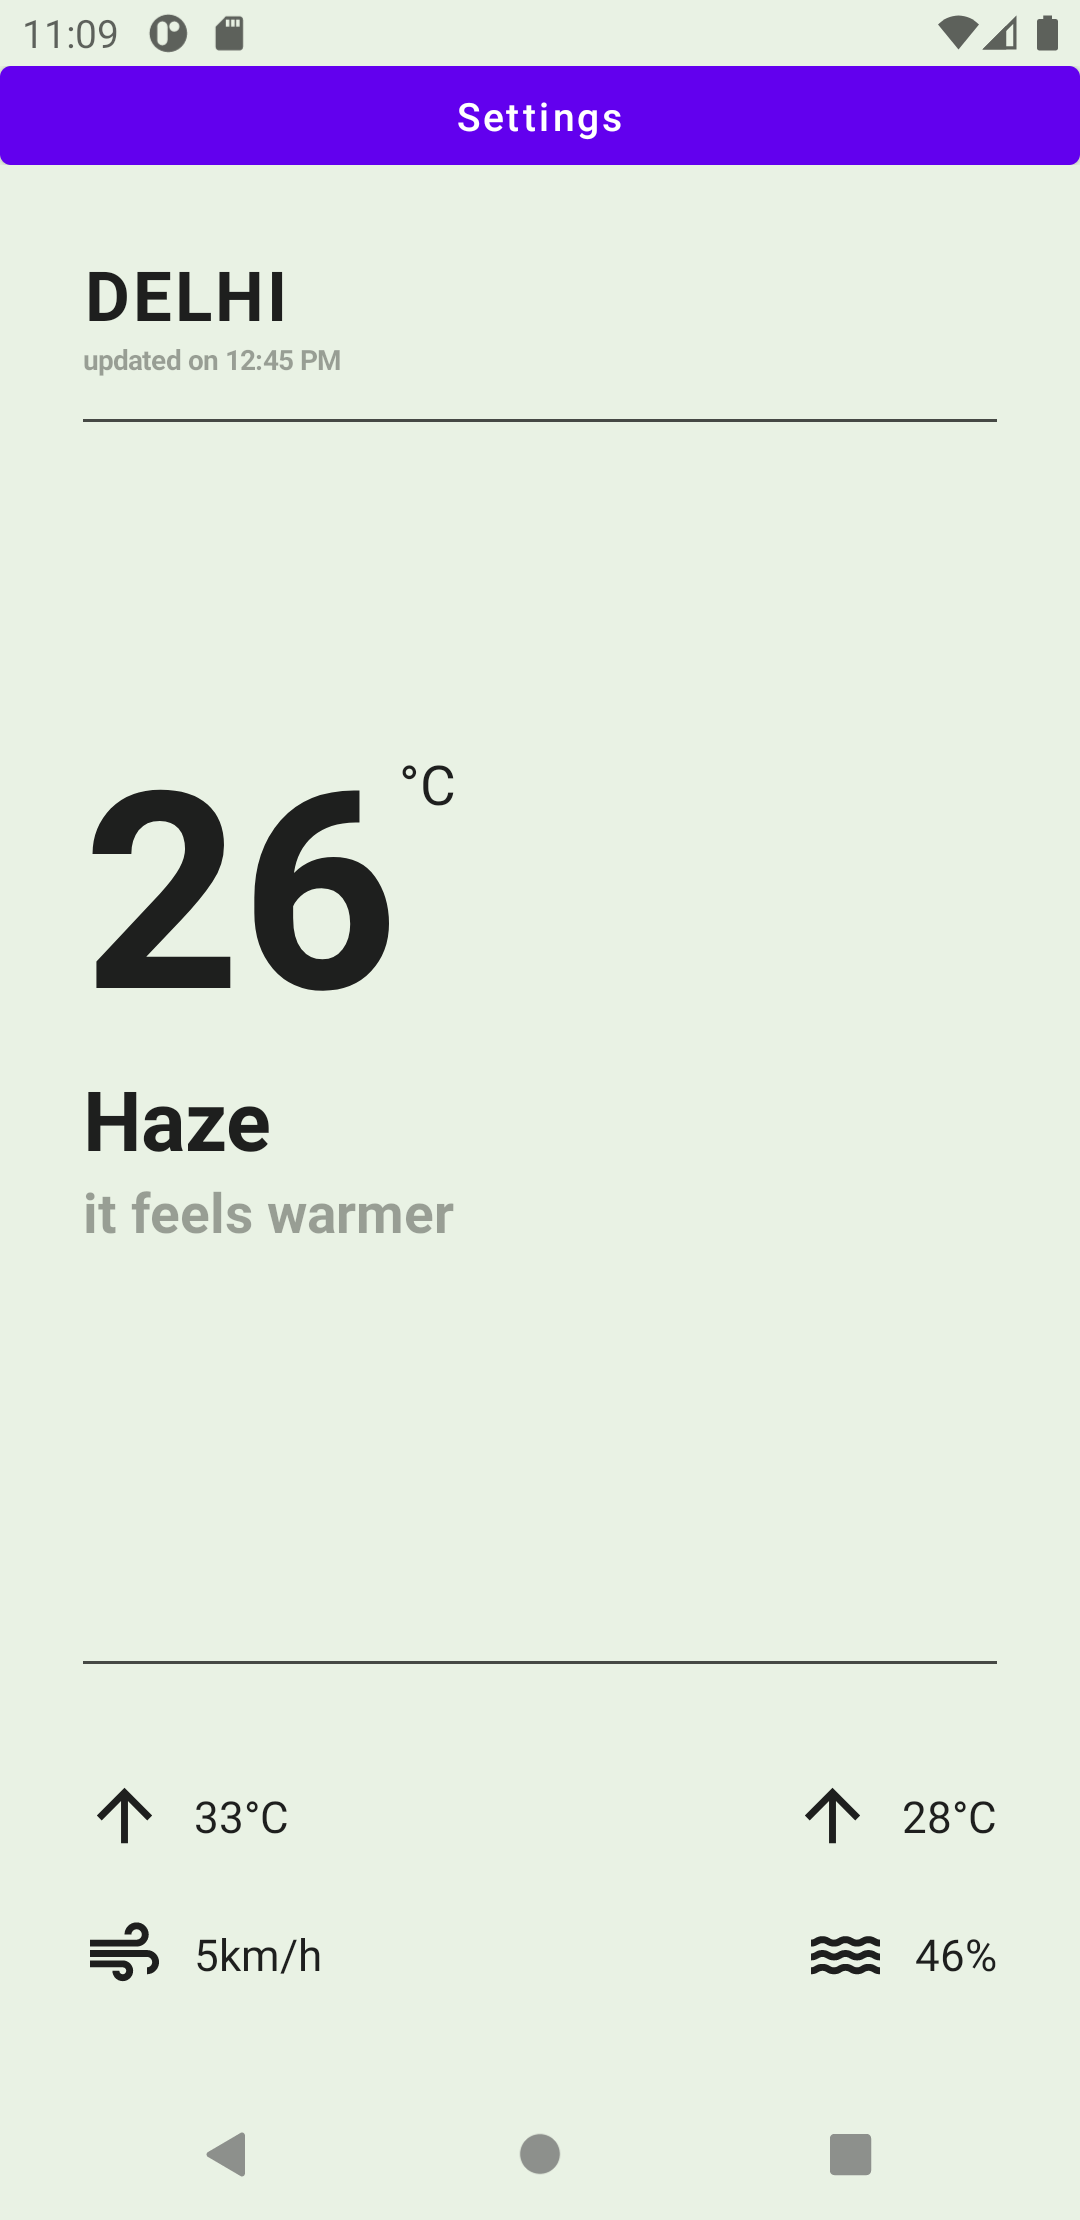 11:09
Settings
DELHI
updated on 12:45 PM
26 °C
Haze
it feels warmer
33°C 28°C
5km/h 46%